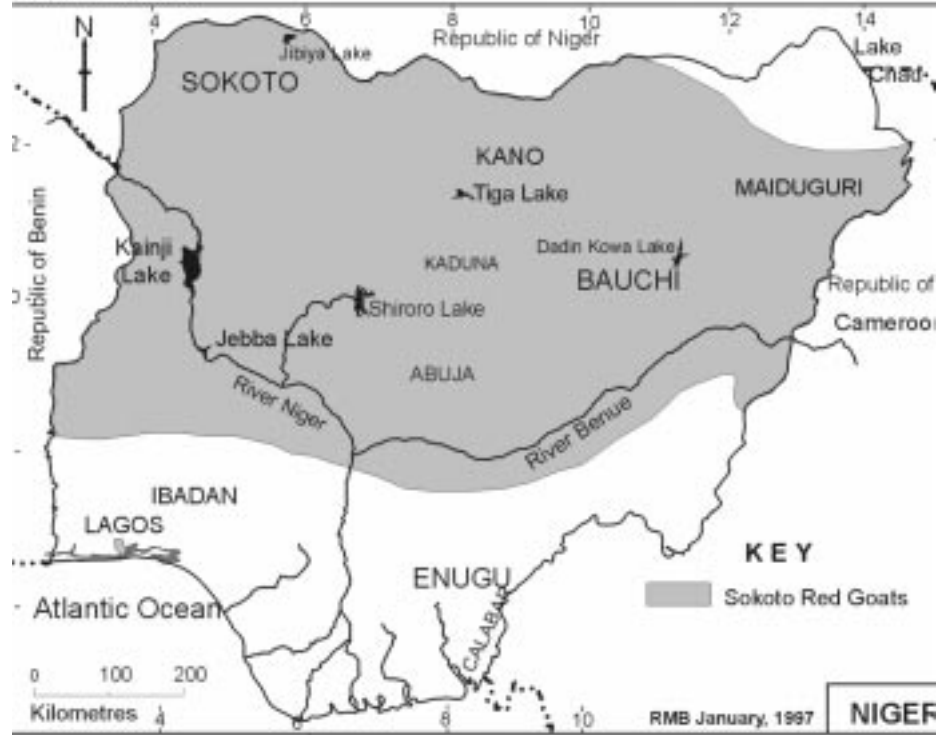 4 6 8 10 12 14
N
Republic of Niger
Jibiya Lake
Lake
Chad
SOKOTO
2
KANO
Tiga Lake
MAIDUGURI
Republic of Benin
Kainji
Lake
Dadin Kowa Lake
KADUNA
BAUCHI
0
Republic of
Shiroro Lake
Cameroon
Jebba Lake
ABUJA
River Niger
River Benue
IBADAN
LAGOS
KEY
ENUGU
Sokoto Red Goats
Atlantic Ocean
CALABAR
0 100 200
Kilometres
4 6 8 10
RMB January, 1997
NIGER